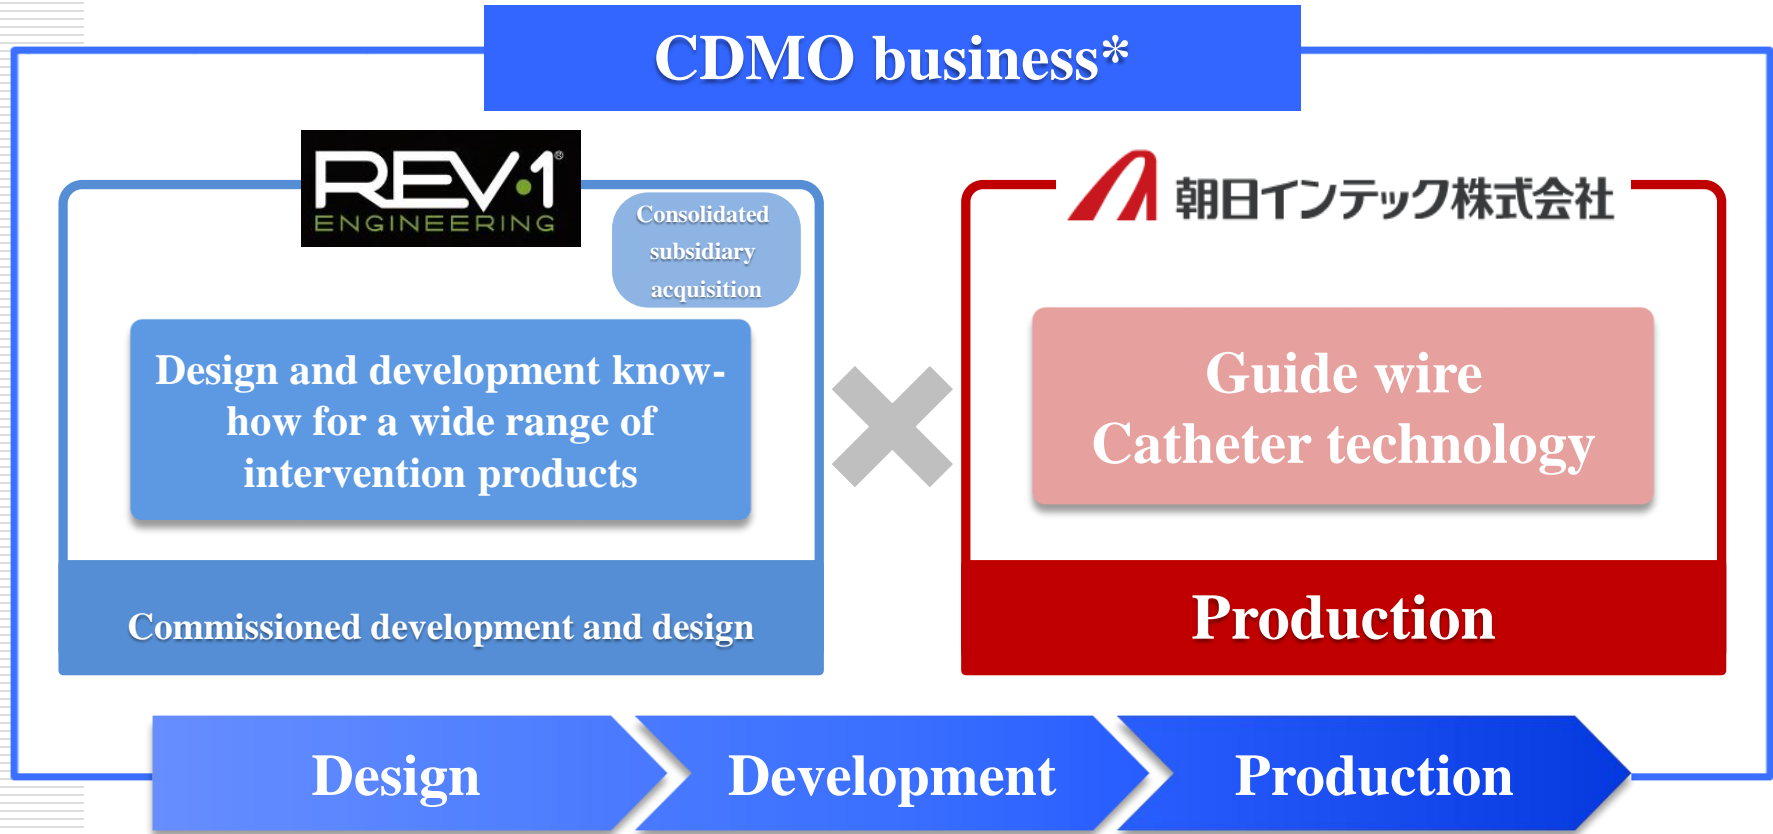 CDMO business*
REV·1®
ENGINEERING
Consolidated
subsidiary
acquisition
Design and development know-
how for a wide range of
intervention products
Commissioned development and design
朝日インテック株式会社
Guide wire
Catheter technology
Production
Design
Development
Production